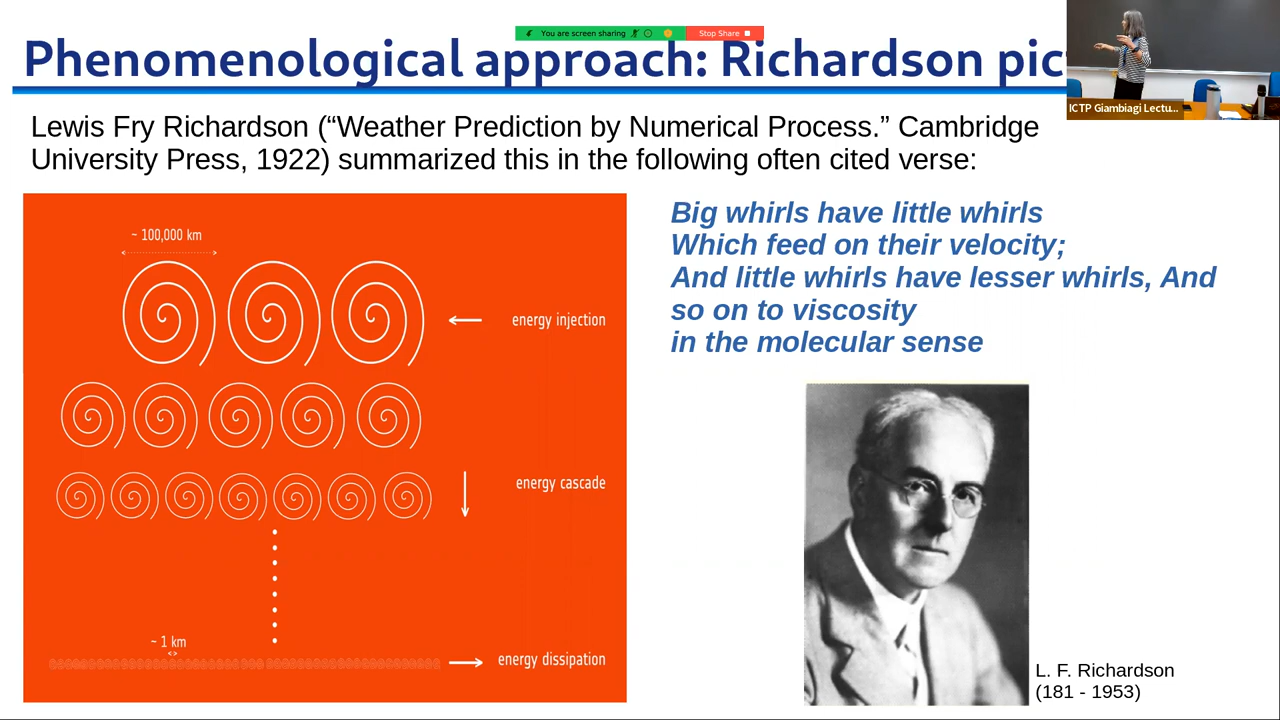 You are screen sharing
Stop Share
Phenomenological approach: Richardson pic
ICTP Giambiagi Lectu...
Lewis Fry Richardson (“Weather Prediction by Numerical Process.” Cambridge
University Press, 1922) summarized this in the following often cited verse:
~ 100,000 km
energy injection
energy cascade
~ 1 km
energy dissipation
Big whirls have little whirls
Which feed on their velocity;
And little whirls have lesser whirls, And
so on to viscosity
in the molecular sense
L. F. Richardson
(181 - 1953)